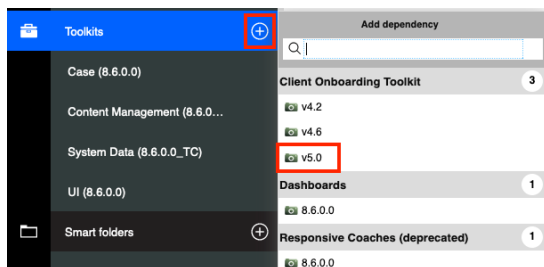 Toolkits
Case (8.6.0.0)
Content Management (8.6.0...
System Data (8.6.0.0_TC)
UI (8.6.0.0)
Smart folders
Add dependency
Client Onboarding Toolkit 3
v4.2
v4.6
v5.0
Dashboards 1
8.6.0.0
Responsive Coaches (deprecated) 1
8.6.0.0